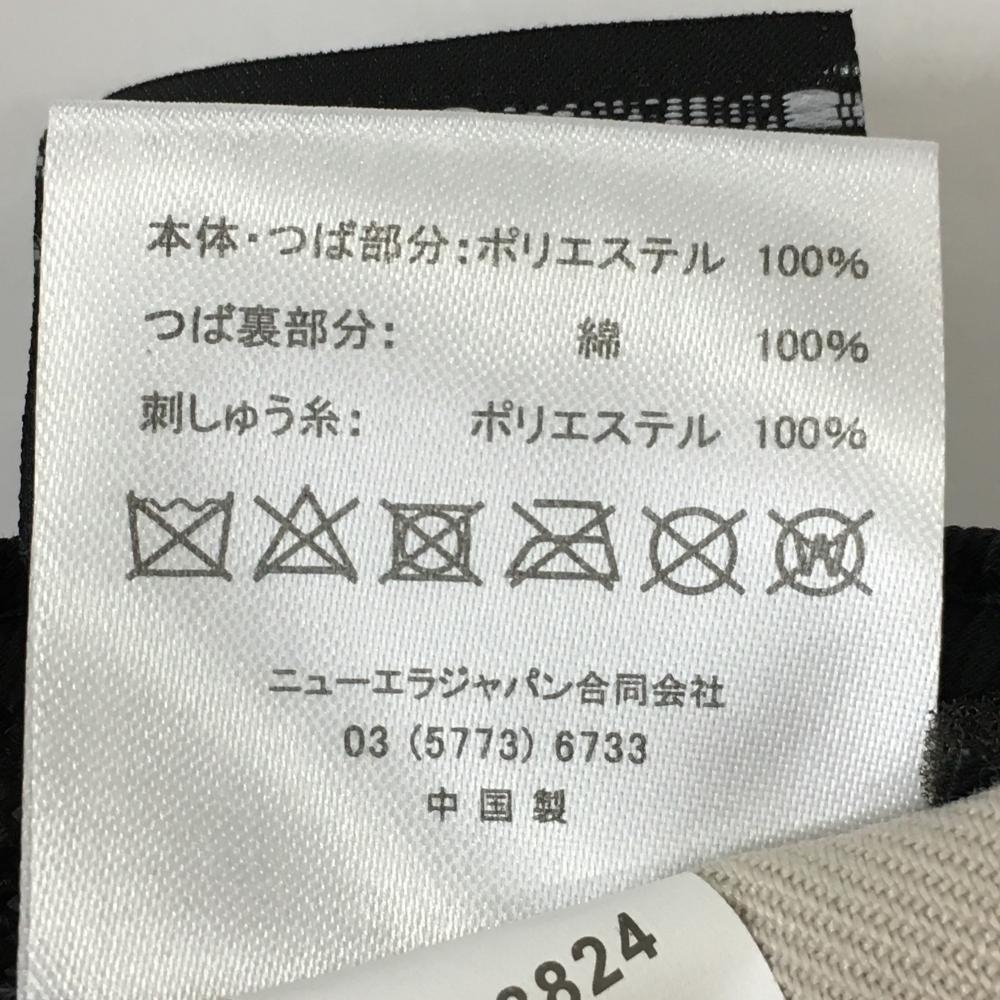 本体・つば部分：ポリエステル 100%
つば裏部分： 綿 100%
刺しゅう糸： ポリエステル 100%
W
ニューエラジャパン合同会社
03 (5773) 6733
中国製
8824